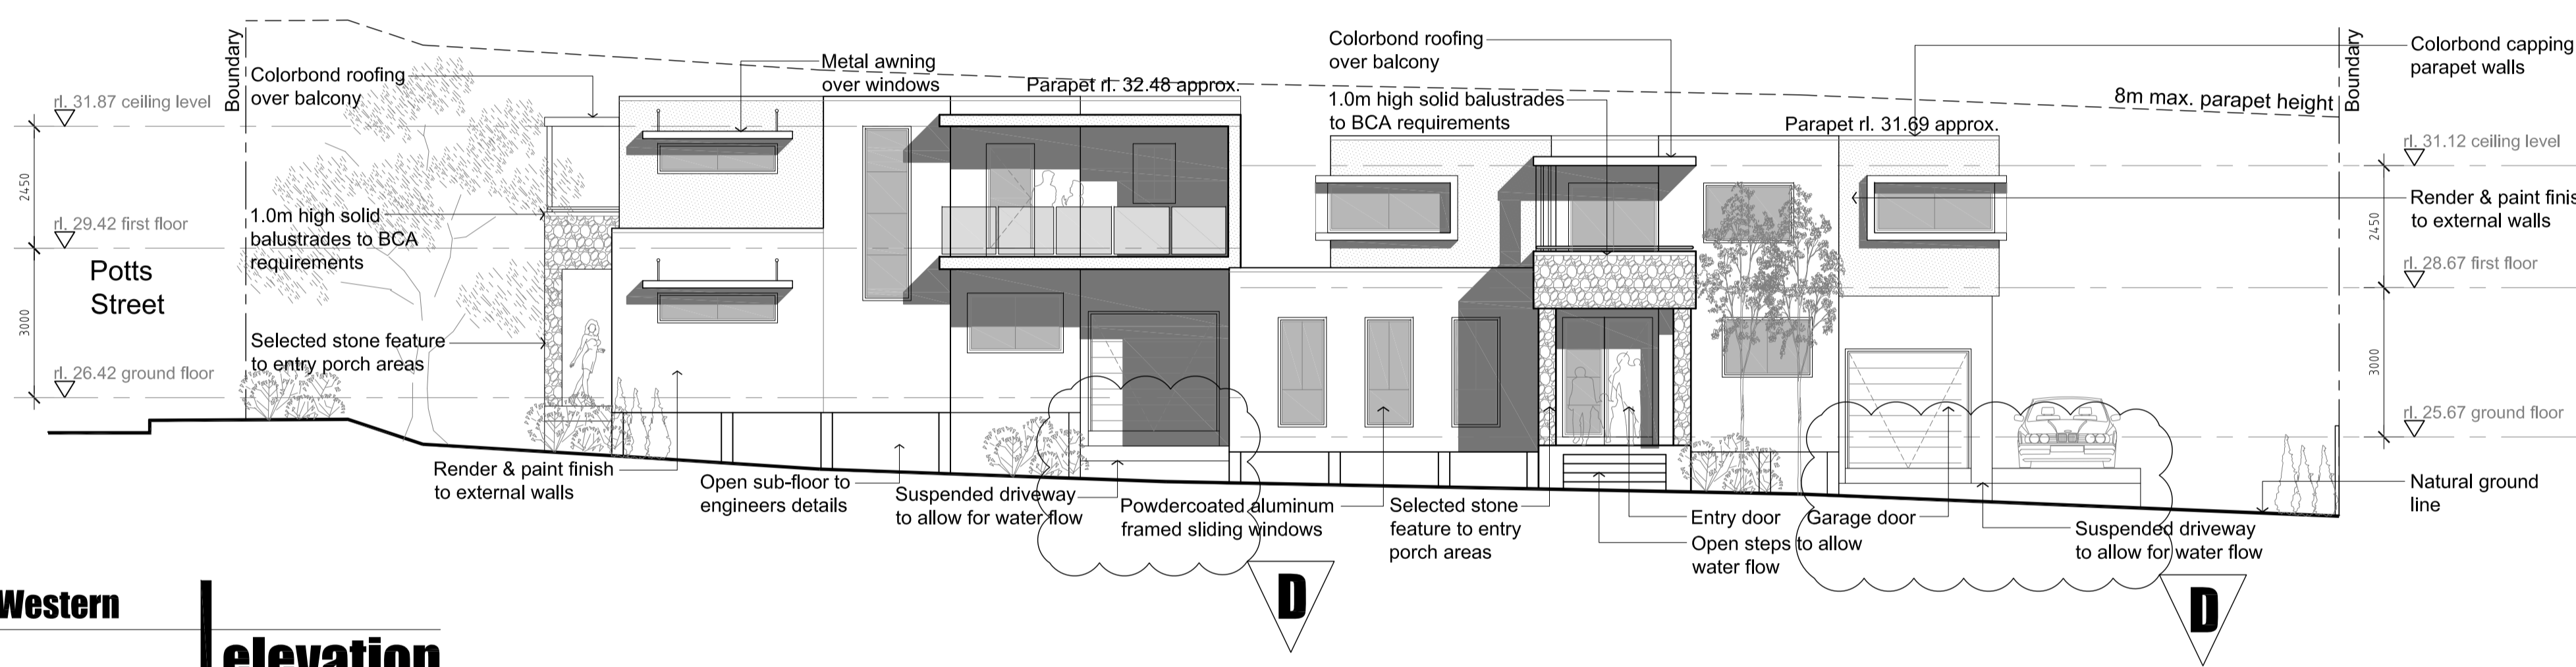 Boundary
Colorbond roofing
over balcony
rl. 31.87 ceiling level
2450
1.0m high solid
balustrades to BCA
requirements
rl. 29.42 first floor
Potts
Street
3000
Selected stone feature
to entry porch areas
rl. 26.42 ground floor
Metal awning
over windows
Parapet rl. 32.48 approx.
Colorbond roofing
over balcony
1.0m high solid balustrades
to BCA requirements
Parapet rl. 31.69 approx.
8m max. parapet height
Boundary
Colorbond capping
parapet walls
rl. 31.12 ceiling level
Render & paint finis
to external walls
2450
rl. 28.67 first floor
3000
rl. 25.67 ground floor
Natural ground
line
Render & paint finish
to external walls
Open sub-floor to
engineers details
Suspended driveway
to allow for water flow
Powdercoated aluminum
framed sliding windows
Selected stone
feature to entry
porch areas
Entry door
Open steps to allow
water flow
Garage door
Suspended driveway
to allow for water flow
D
D
Western
elevation